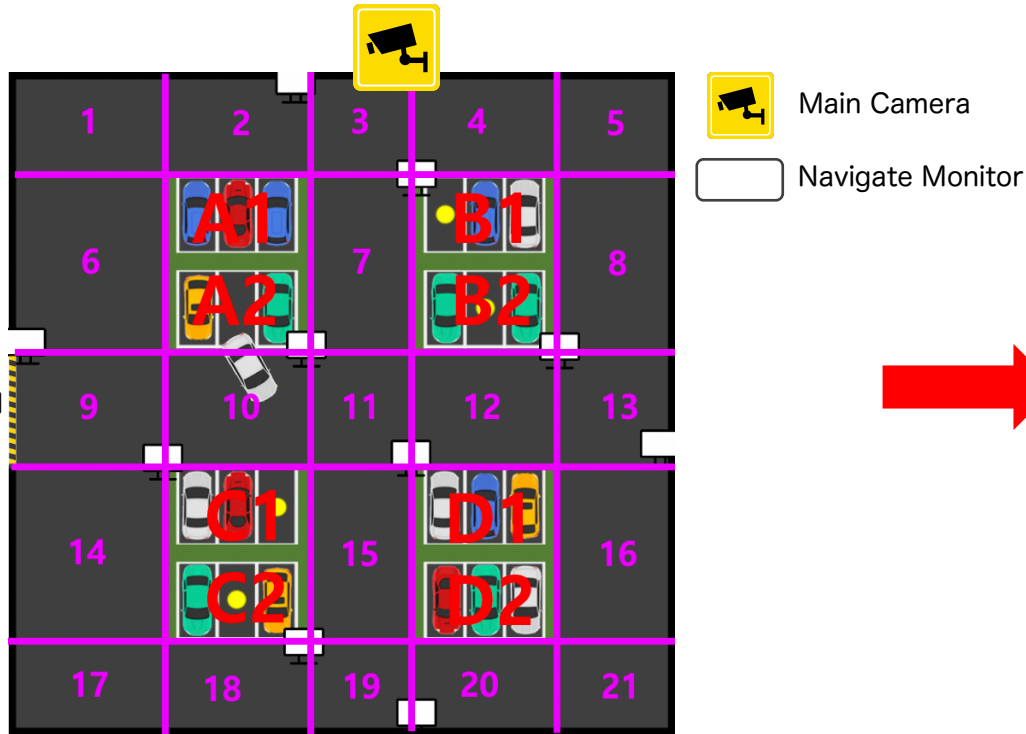 1 2 3 4 5
Main Camera
Navigate Monitor
A1 B1
6 7 8
A2 B2
9 10 11 12 13
C1 D1
14 15 16
C2 D2
17 18 19 20 21